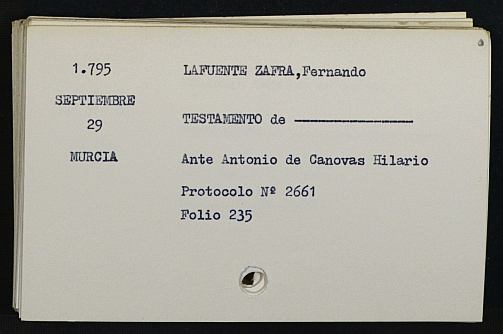 1.795 LAFUENTE ZAFRA,Fernando
SEPTIEMBRE
29 TESTAMENTO de ------------------
MURCIA Ante Antonio de Canovas Hilario
Protocolo Nº 2661
Folio 235